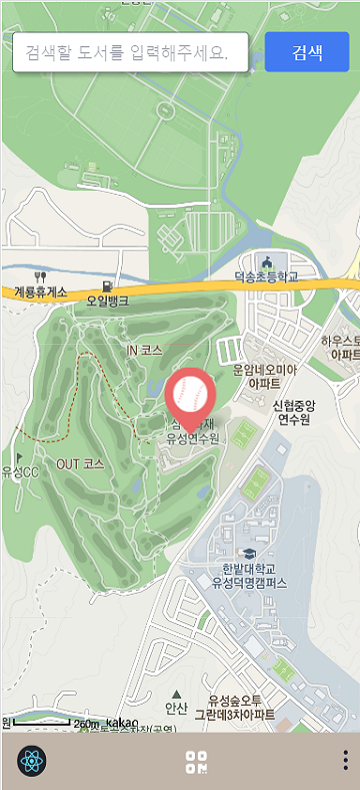 검색할 도서를 입력해주세요.
검색
덕송초등학교
계룡휴게소
오일뱅크
IN 코스
하우스토
아파트
운암네오미아
아파트
신협중앙
연수원
유성연수원
OUT 코스
유성CC
한밭대학교
유성덕명캠퍼스
안산
유성숲오투
그란데3차아파트
원
250m kakao